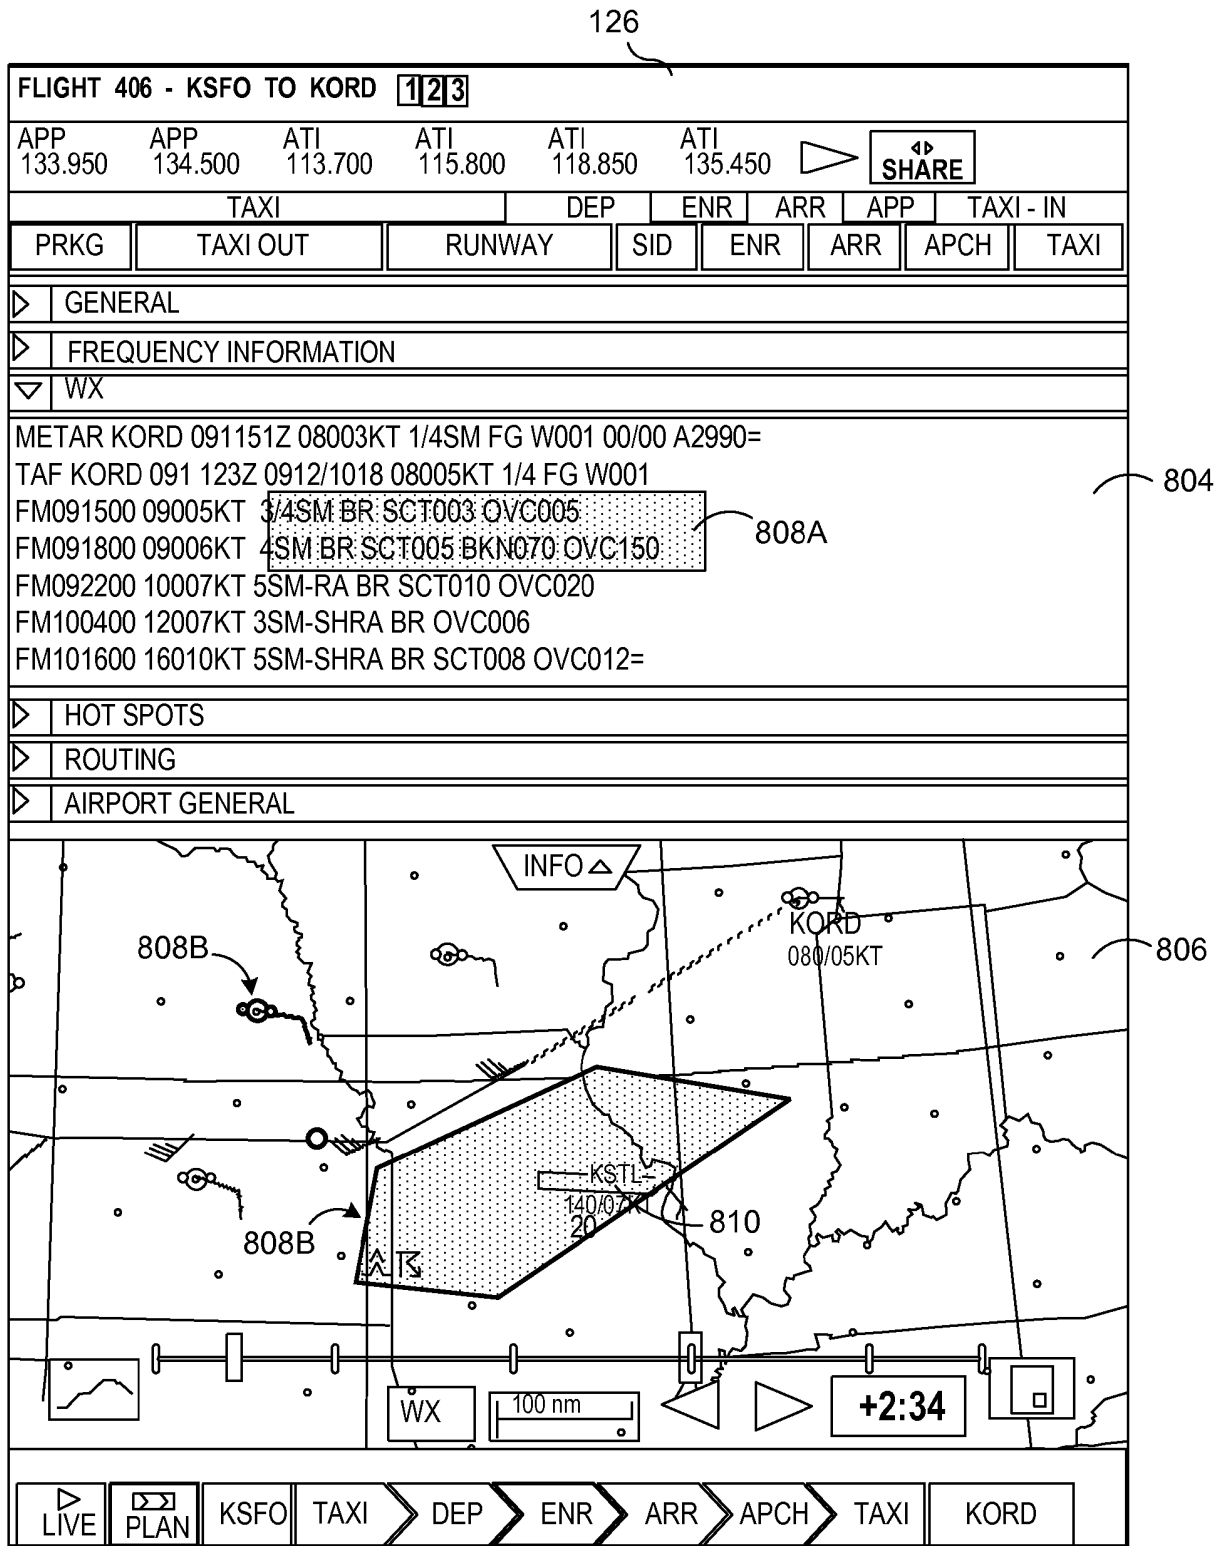 126
FLIGHT 406 - KSFO TO KORD 1 2 3
APP APP ATI ATI ATI ATI
133.950 134.500 113.700 115.800 118.850 135.450 SHARE
TAXI DEP ENR ARR APP TAXI - IN
PRKG TAXI OUT RUNWAY SID ENR ARR APCH TAXI
GENERAL
FREQUENCY INFORMATION
WX
METAR KORD 091151Z 08003KT 1/4SM FG W001 00/00 A2990=
TAF KORD 091 123Z 0912/1018 08005KT 1/4 FG W001
804
FM091500 09005KT 3/4SM BR SCT003 OVC005
808A
FM091800 09006KT 4SM BR SCT005 BKN070 OVC150
FM092200 10007KT 5SM-RA BR SCT010 OVC020
FM100400 12007KT 3SM-SHRA BR OVC006
FM101600 16010KT 5SM-SHRA BR SCT008 OVC012=
HOT SPOTS
ROUTING
AIRPORT GENERAL
INFO
KORD
080/05KT
808B
806
KSTL
140/07KT
20
810
808B
WX 100 nm +2:34
LIVE PLAN KSFO TAXI DEP ENR ARR APCH TAXI KORD